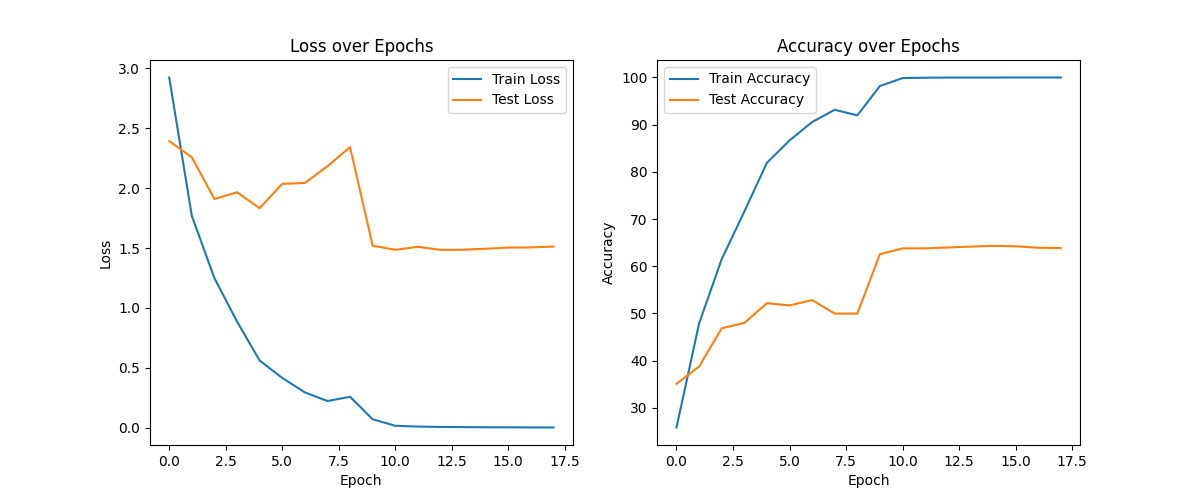 Loss over Epochs
Train Loss
Test Loss
3.0
2.5
2.0
1.5
1.0
0.5
0.0
Loss
0.0 2.5 5.0 7.5 10.0 12.5 15.0 17.5
Epoch
Accuracy over Epochs
Train Accuracy
Test Accuracy
100
90
80
70
60
50
40
30
Accuracy
0.0 2.5 5.0 7.5 10.0 12.5 15.0 17.5
Epoch